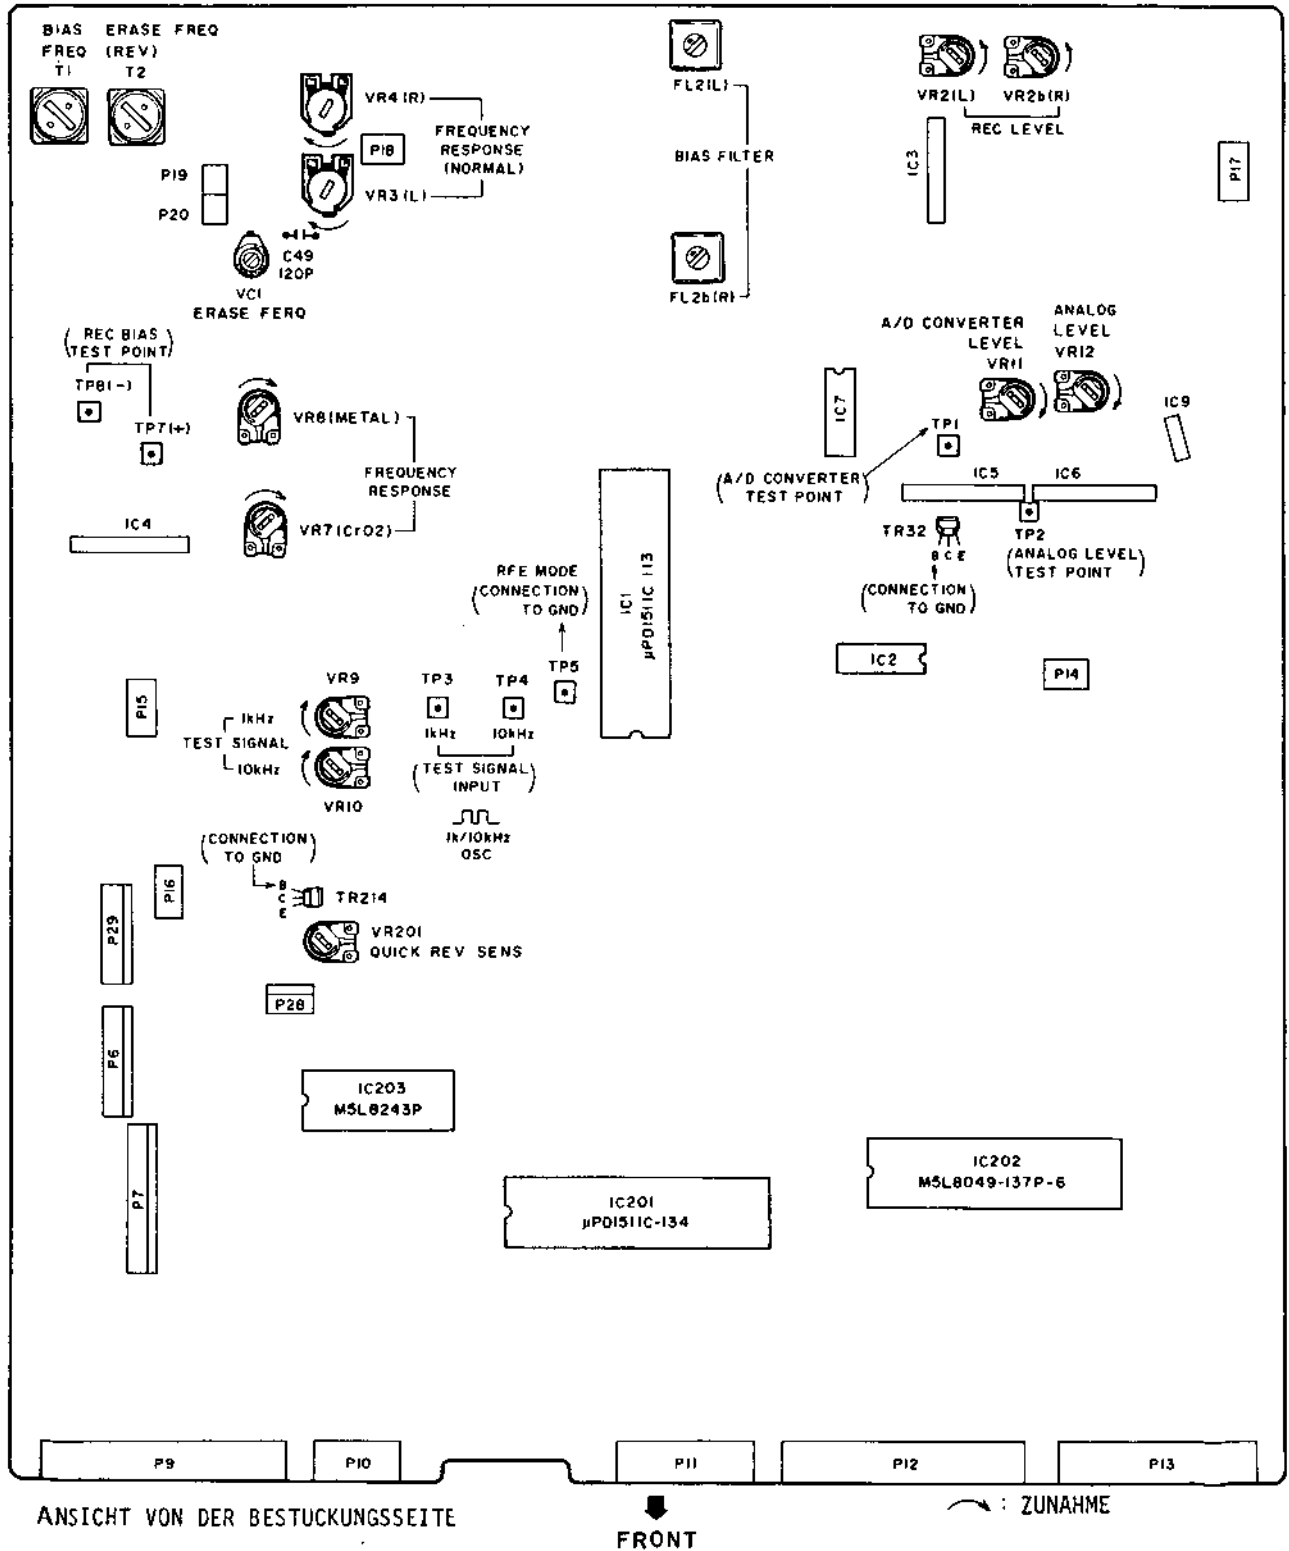 BIAS
FREQ
T1
ERASE FREQ
(REV)
T2
VR4(R)
P18
VR3(L)
FREQUENCY
RESPONSE
(NORMAL)
P19
P20
C49
120P
VC1
ERASE FERQ
FL2(L)
BIAS FILTER
FL2b(R)
VR2(L)
VR2b(R)
REC LEVEL
IC3
P17
(REC BIAS
TEST POINT)
TP8(-)
TP7(+)
VR8(METAL)
FREQUENCY
RESPONSE
VR7(CrO2)
IC4
A/D CONVERTER
LEVEL
VR11
ANALOG
LEVEL
VR12
IC7
TP1
IC9
(A/D CONVERTER
TEST POINT)
IC5
IC6
TR32
B C E
TP2
(ANALOG LEVEL
TEST POINT)
(CONNECTION
TO GND)
RFE MODE
(CONNECTION
TO GND)
TP5
IC1
μPD1511C 113
IC2
P14
P15
VR9
1kHz
TEST SIGNAL
10kHz
VR10
TP3
TP4
1kHz
10kHz
(TEST SIGNAL
INPUT)
1k/10kHz
OSC
(CONNECTION
TO GND)
B
C
E
TR214
VR201
QUICK REV SENS
P16
P29
P28
P6
P7
IC203
M5L8243P
IC201
μPD1511C-134
IC202
M5L8049-137P-6
P9
P10
P11
P12
P13
ANSICHT VON DER BESTUCKUNGSSEITE
FRONT
: ZUNAHME